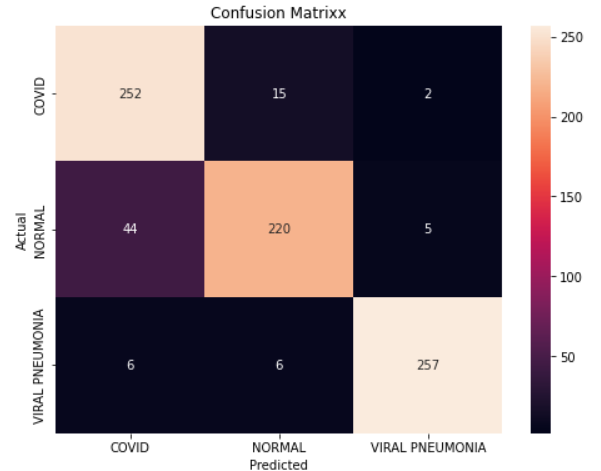 Confusion Matrixx
COVID
252 15 2
250
200
Actual
NORMAL
44 220 5
150
100
VIRAL PNEUMONIA
6 6 257
50
COVID NORMAL VIRAL PNEUMONIA
Predicted